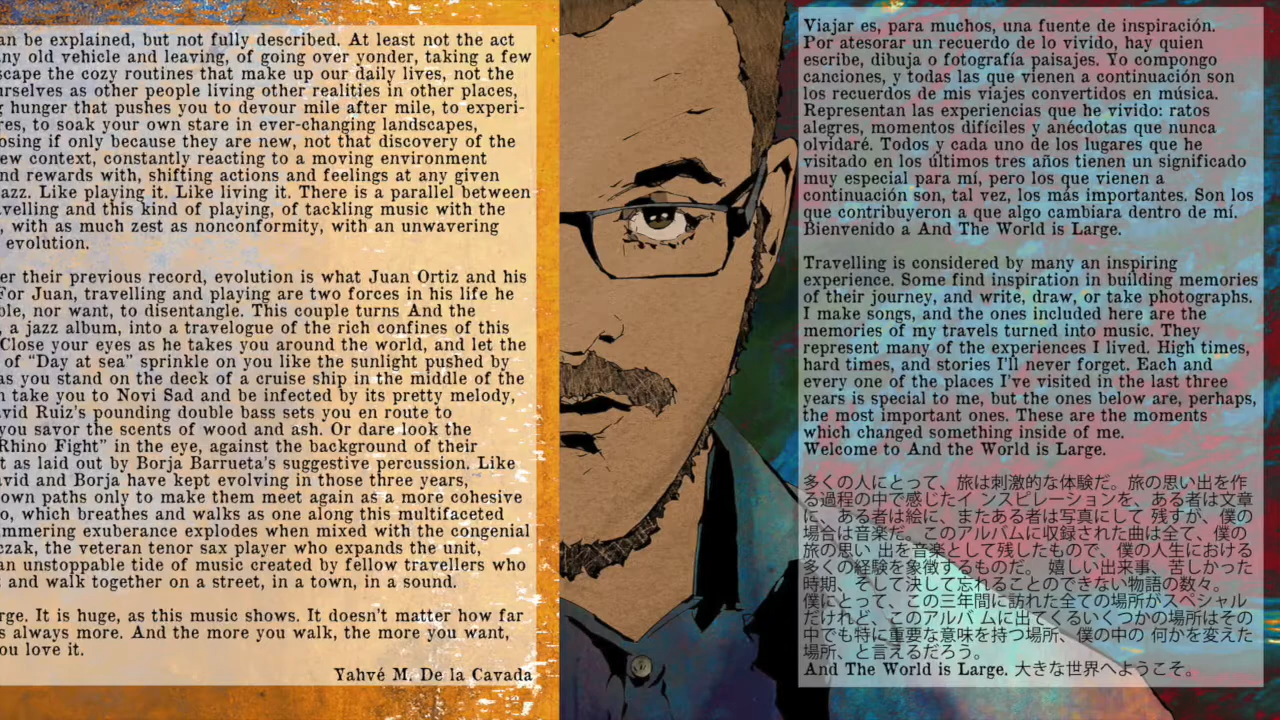 an be explained, but not fully described. At least not the act
ny old vehicle and leaving, of going over yonder, taking a few
scape the cozy routines that make up our daily lives, not the
urselves as other people living other realities in other places,
g hunger that pushes you to devour mile after mile, to experi-
res, to soak your own stare in ever-changing landscapes,
osing if only because they are new, not that discovery of the
ew context, constantly reacting to a moving environment
nd rewards with, shifting actions and feelings at any given
azz. Like playing it. Like living it. There is a parallel between
velling and this kind of playing, of tackling music with the
, with as much zest as nonconformity, with an unwavering
evolution.
er their previous record, evolution is what Juan Ortiz and his
For Juan, travelling and playing are two forces in his life he
ble, nor want, to disentangle. This couple turns And the
, a jazz album, into a travelogue of the rich confines of this
Close your eyes as he takes you around the world, and let the
of “Day at sea” sprinkle on you like the sunlight pushed by
as you stand on the deck of a cruise ship in the middle of the
n take you to Novi Sad and be infected by its pretty melody,
avid Ruiz's pounding double bass sets you en route to
you savor the scents of wood and ash. Or dare look the
Rhino Fight” in the eye, against the background of their
t as laid out by Borja Barrueta's suggestive percussion. Like
avid and Borja have kept evolving in those three years,
own paths only to make them meet again as a more cohesive
o, which breathes and walks as one along this multifaceted
mmering exuberance explodes when mixed with the congenial
czak, the veteran tenor sax player who expands the unit,
an unstoppable tide of music created by fellow travellers who
t and walk together on a street, in a town, in a sound.
rge. It is huge, as this music shows. It doesn't matter how far
s always more. And the more you walk, the more you want,
ou love it.
Yahvé M. De la Cavada
Viajar es, para muchos, una fuente de inspiración.
Por atesorar un recuerdo de lo vivido, hay quien
escribe, dibuja o fotografía paisajes. Yo compongo
canciones, y todas las que vienen a continuación son
los recuerdos de mis viajes convertidos en música.
Representan las experiencias que he vivido: ratos
alegres, momentos difíciles y anécdotas que nunca
olvidaré. Todos y cada uno de los lugares que he
visitado en los últimos tres años tienen un significado
muy especial para mí, pero los que vienen a
continuación son, tal vez, los más importantes. Son los
que contribuyeron a que algo cambiara dentro de mí.
Bienvenido a And The World is Large.
Travelling is considered by many an inspiring
experience. Some find inspiration in building memories
of their journey, and write, draw, or take photographs.
I make songs, and the ones included here are the
memories of my travels turned into music. They
represent many of the experiences I lived. High times,
hard times, and stories I'll never forget. Each and
every one of the places I've visited in the last three
years is special to me, but the ones below are, perhaps,
the most important ones. These are the moments
which changed something inside of me.
Welcome to And the World is Large.
多くの人にとって、旅は刺激的な体験だ。旅の思い出を作
る過程の中で感じたイ ンスピレーションを、ある者は文章
に、ある者は絵に、またある者は写真にして 残すが、僕の
場合は音楽だ。このアルバムに収録された曲は全て、僕の
旅の思い 出を音楽として残したもので、僕の人生における
多くの経験を象徴するものだ。 嬉しい出来事、苦しかった
時期、そして決して忘れることのできない物語の数々。
僕にとって、この三年間に訪れた全ての場所がスペシャル
だけれど、このアルバ ムに出てくるいくつかの場所はその
中でも特に重要な意味を持つ場所、僕の中の 何かを変えた
場所、と言えるだろう。
And The World is Large. 大きな世界へようこそ。